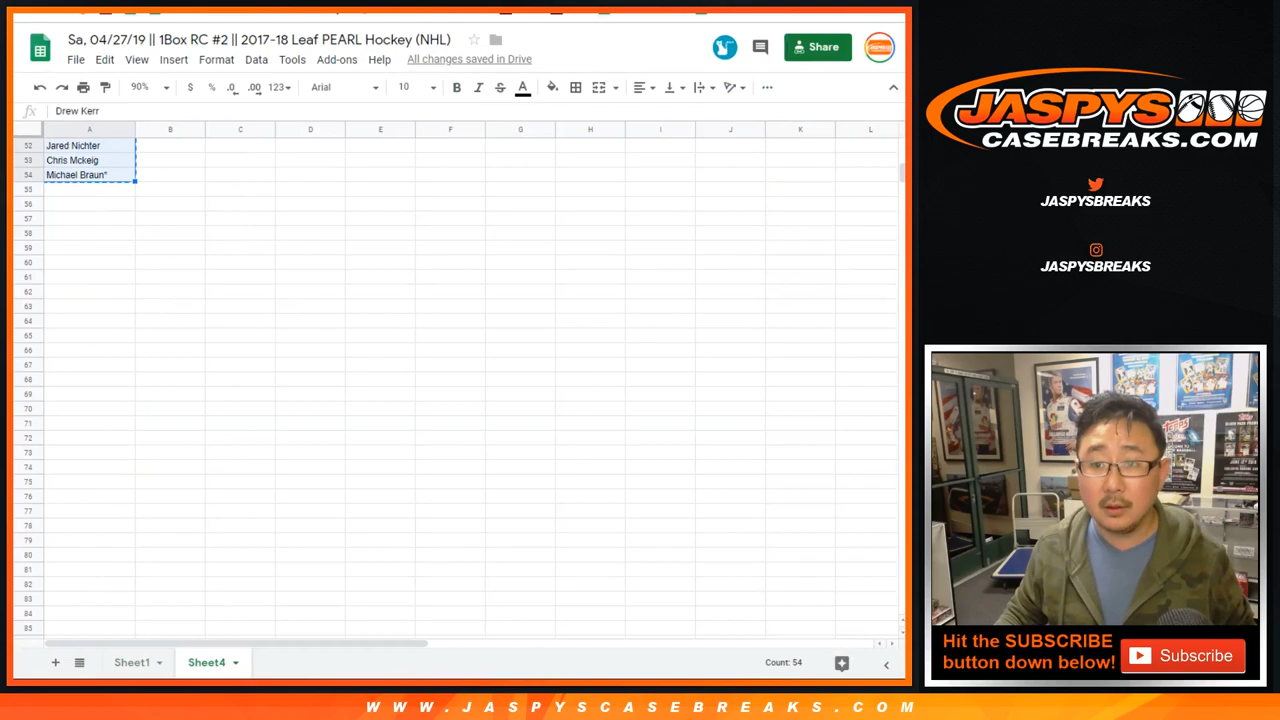 Sa, 04/27/19 || 1Box RC #2 || 2017-18 Leaf PEARL Hockey (NHL)
File Edit View Insert Format Data Tools Add-ons Help All changes saved in Drive
Share
90% $ % .0 .00 123 Arial 10 B I S A
fx Drew Kerr
A B C D E F G H I J K L
52 Jared Nichter
53 Chris Mckeig
54 Michael Braun*
55
56
57
58
59
60
61
62
63
64
65
66
67
68
69
70
71
72
73
74
75
76
77
78
79
80
81
82
83
84
85
Sheet1 Sheet4 Count: 54
JASPYS
CASEBREAKS.COM
JASPYSBREAKS
JASPYSBREAKS
Topps
Hit the SUBSCRIBE
button down below!
Subscribe
WWW.JASPYSCASEBREAKS.COM